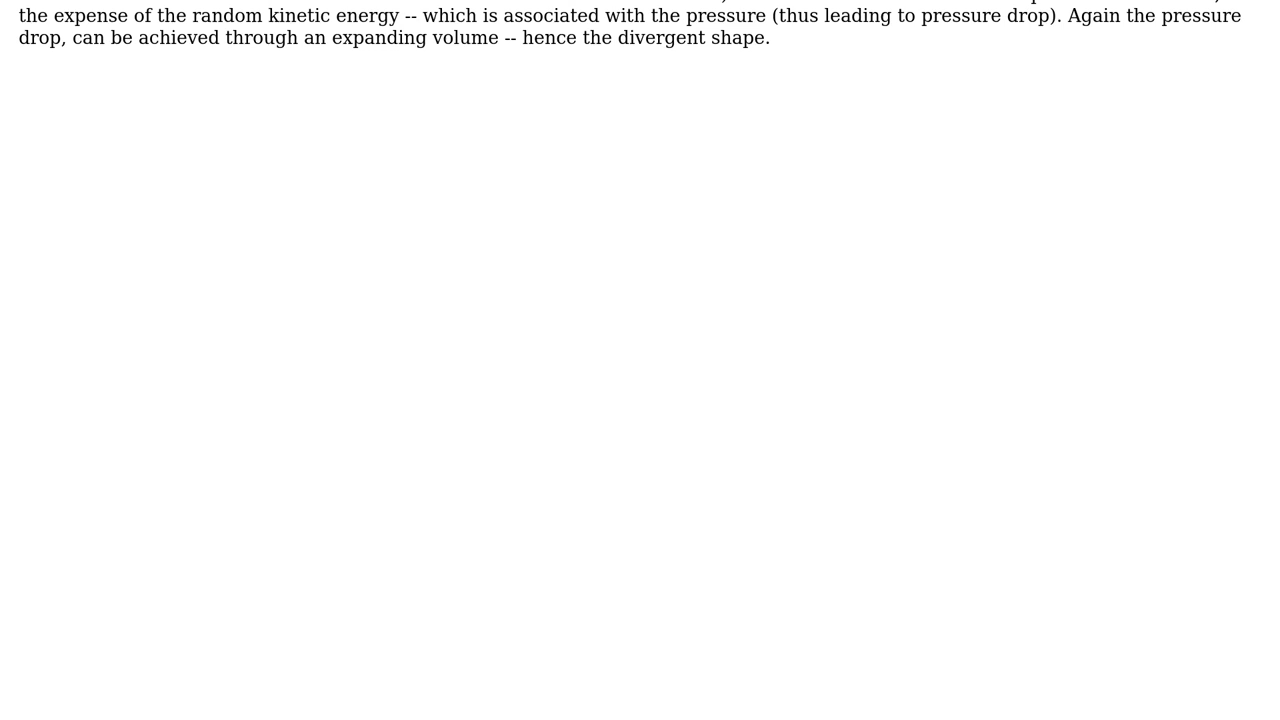 the expense of the random kinetic energy -- which is associated with the pressure (thus leading to pressure drop). Again the pressure
drop, can be achieved through an expanding volume -- hence the divergent shape.